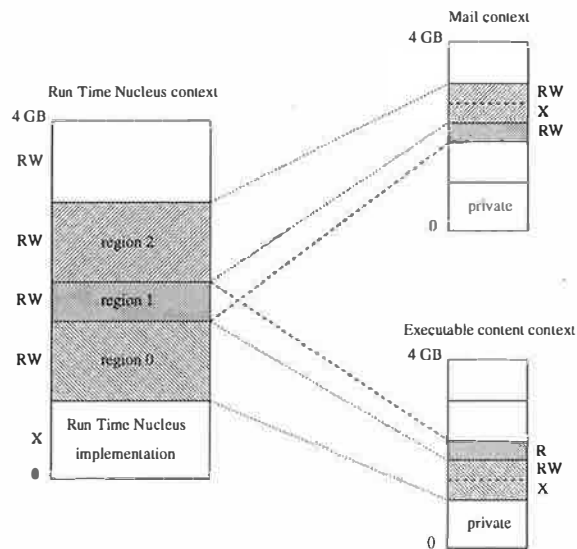 Mail context
4 GB
RW
X
RW
private
0
Run Time Nucleus context
4 GB
RW
RW
region 2
RW
region 1
RW
region 0
X
Run Time Nucleus
implementation
0
Executable content context
4 GB
R
RW
X
private
0